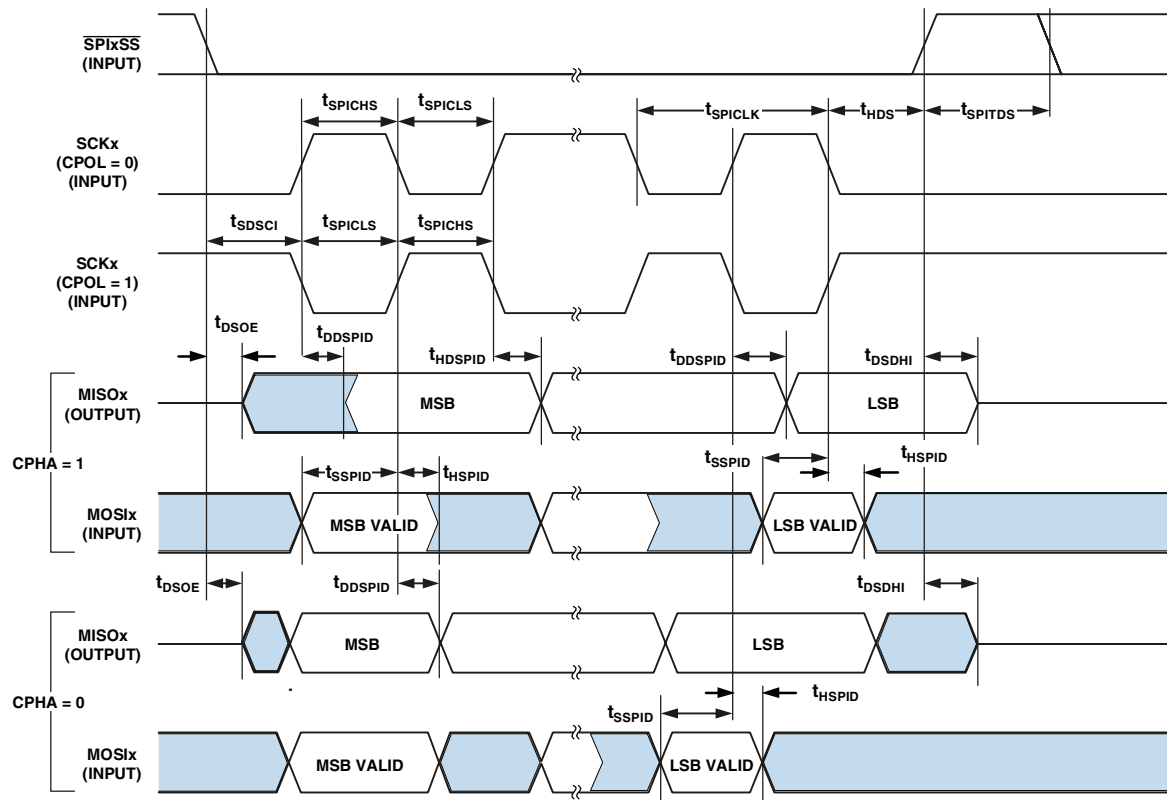 SPIxSS
(INPUT)
tSPICHS tSPICLS tSPICLK tHDS tSPITDS
SCKx
(CPOL = 0)
(INPUT)
tSDSCI tSPICLS tSPICHS
SCKx
(CPOL = 1)
(INPUT)
tDSOE tDDSPID tHDSPID tDDSPID tDSDHI
MISOx
(OUTPUT)
MSB LSB
CPHA = 1
tSSPID tHSPID tSSPID tHSPID
MOSIx
(INPUT)
MSB VALID LSB VALID
tDSOE tDDSPID tDSDHI
MISOx
(OUTPUT)
MSB LSB
CPHA = 0
tSSPID tHSPID
MOSIx
(INPUT)
MSB VALID LSB VALID